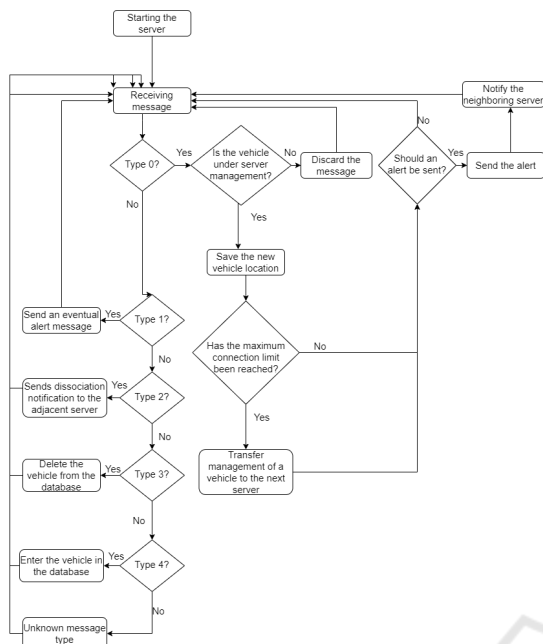 Starting the
server
Receiving
message
Notify the
neighboring server
No
Type 0?
Yes
Is the vehicle
under server
management?
No
Discard the
message
Should an
alert be sent?
Yes
Send the alert
No
Yes
Save the new
vehicle location
Send an eventual
alert message
Yes
Type 1?
Has the maximum
connection limit
been reached?
No
No
Sends dissociation
notification to the
adjacent server
Yes
Type 2?
Yes
No
Transfer
management of a
vehicle to the next
server
Delete the
vehicle from the
database
Yes
Type 3?
No
Enter the vehicle in
the database
Yes
Type 4?
No
Unknown message
type